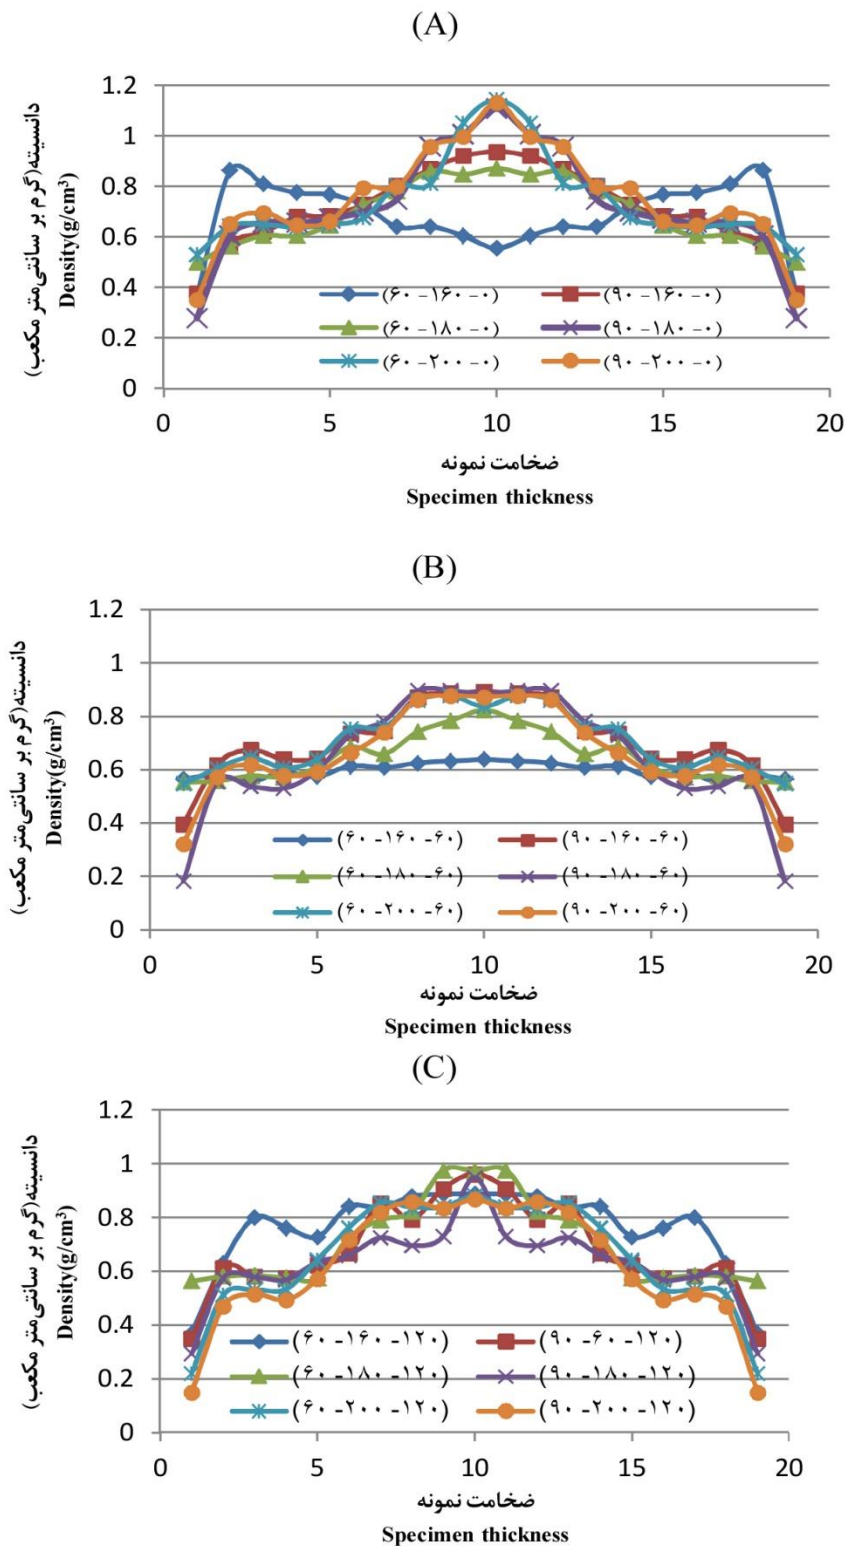 (A)
دانسیته(گرم بر سانتی‌متر مکعب)
Density(g/cm³)
1.2
1
0.8
0.6
0.4
0.2
0
(۶۰-۱۶۰-۰) (۹۰-۱۶۰-۰)
(۶۰-۱۸۰-۰) (۹۰-۱۸۰-۰)
(۶۰-۲۰۰-۰) (۹۰-۲۰۰-۰)
0 5 10 15 20
ضخامت نمونه
Specimen thickness
(B)
دانسیته(گرم بر سانتی‌متر مکعب)
Density(g/cm³)
1.2
1
0.8
0.6
0.4
0.2
0
(۶۰-۱۶۰-۶۰) (۹۰-۱۶۰-۶۰)
(۶۰-۱۸۰-۶۰) (۹۰-۱۸۰-۶۰)
(۶۰-۲۰۰-۶۰) (۹۰-۲۰۰-۶۰)
0 5 10 15 20
ضخامت نمونه
Specimen thickness
(C)
دانسیته(گرم بر سانتی‌متر مکعب)
Density(g/cm³)
1.2
1
0.8
0.6
0.4
0.2
0
(۶۰-۱۶۰-۱۲۰) (۹۰-۶۰-۱۲۰)
(۶۰-۱۸۰-۱۲۰) (۹۰-۱۸۰-۱۲۰)
(۶۰-۲۰۰-۱۲۰) (۹۰-۲۰۰-۱۲۰)
0 5 10 15 20
ضخامت نمونه
Specimen thickness